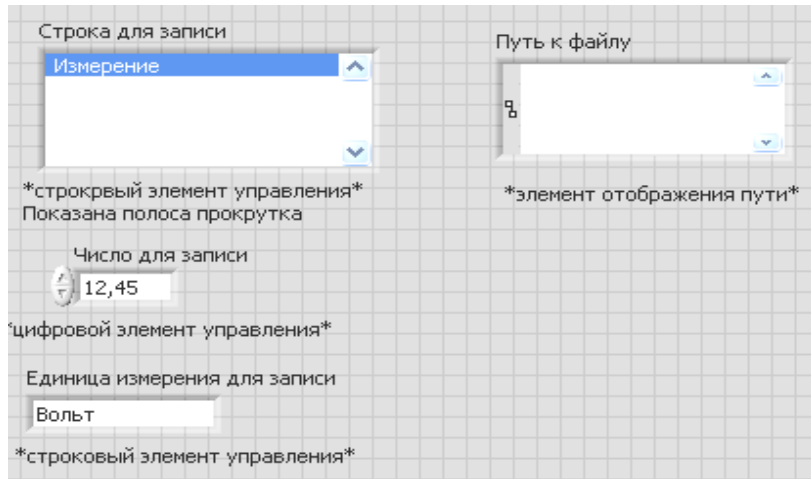 Строка для записи
Измерение
*строкрвый элемент управления*
Показана полоса прокрутка
Путь к файлу
*элемент отображения пути*
Число для записи
12,45
*цифровой элемент управления*
Единица измерения для записи
Вольт
*строковый элемент управления*